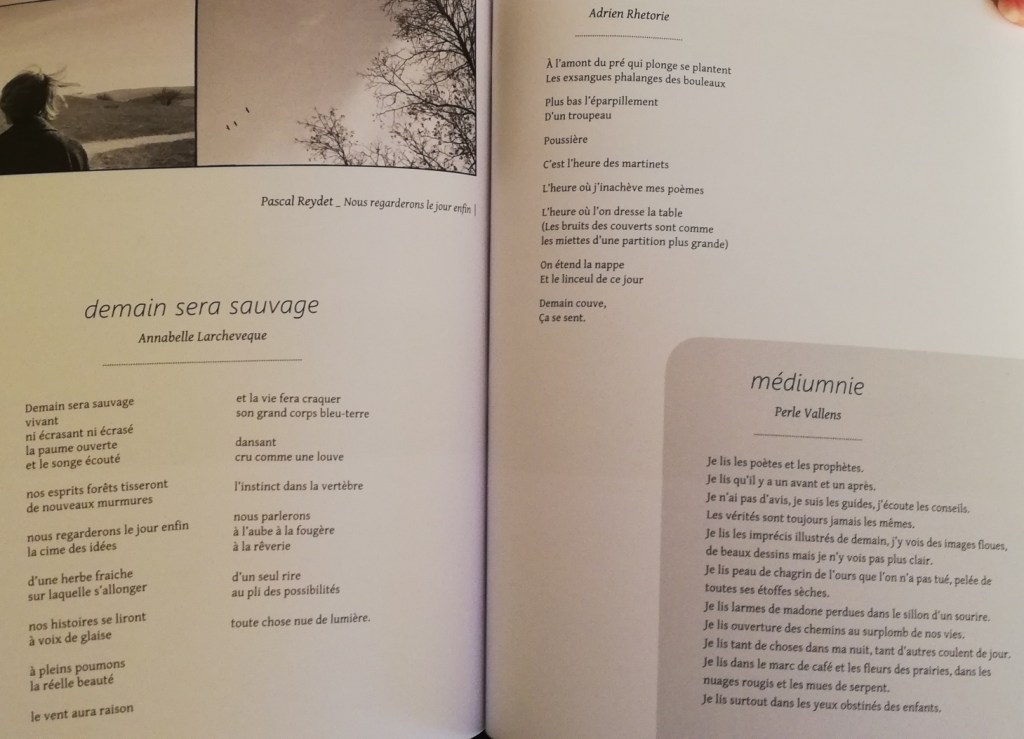 Pascal Reydet _ Nous regarderons le jour enfin |
demain sera sauvage
Annabelle Larcheveque
Demain sera sauvage
vivant
ni écrasant ni écrasé
la paume ouverte
et le songe écouté
nos esprits forêts tisseront
de nouveaux murmures
nous regarderons le jour enfin
la cime des idées
d'une herbe fraiche
sur laquelle s'allonger
nos histoires se liront
à voix de glaise
à pleins poumons
la réelle beauté
le vent aura raison
et la vie fera craquer
son grand corps bleu-terre
dansant
cru comme une louve
l'instinct dans la vertèbre
nous parlerons
à l'aube à la fougère
à la rêverie
d'un seul rire
au pli des possibilités
toute chose nue de lumière.
Adrien Rhetorie
À l'amont du pré qui plonge se plantent
Les exsangues phalanges des bouleaux
Plus bas l'éparpillement
D'un troupeau
Poussière
C'est l'heure des martinets
L'heure où j'inachève mes poèmes
L'heure où l'on dresse la table
(Les bruits des couverts sont comme
les miettes d'une partition plus grande)
On étend la nappe
Et le linceul de ce jour
Demain couve,
Ça se sent.
médiumnie
Perle Vallens
Je lis les poètes et les prophètes.
Je lis qu'il y a un avant et un après.
Je n'ai pas d'avis, je suis les guides, j'écoute les conseils.
Les vérités sont toujours jamais les mêmes.
Je lis les imprécis illustrés de demain, j'y vois des images floues,
de beaux dessins mais je n'y vois pas plus clair.
Je lis peau de chagrin de l'ours que l'on n'a pas tué, pelée de
toutes ses étoffes sèches.
Je lis larmes de madone perdues dans le sillon d'un sourire.
Je lis ouverture des chemins au surplomb de nos vies.
Je lis tant de choses dans ma nuit, tant d'autres coulent de jour.
Je lis dans le marc de café et les fleurs des prairies, dans les
nuages rougis et les mues de serpent.
Je lis surtout dans les yeux obstinés des enfants.